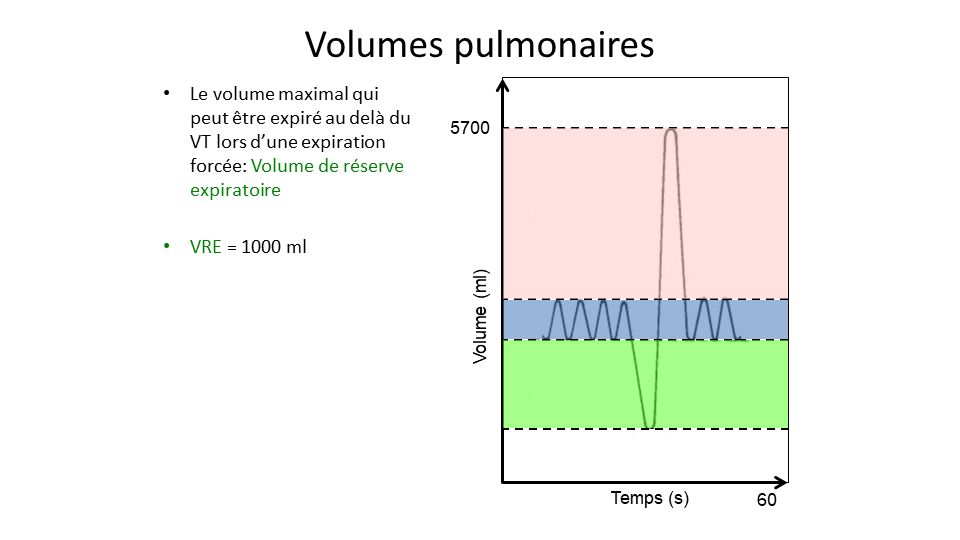 Volumes pulmonaires
• Le volume maximal qui
peut être expiré au delà du
VT lors d’une expiration
forcée: Volume de réserve
expiratoire
• VRE = 1000 ml
5700
Volume (ml)
Temps (s)
60